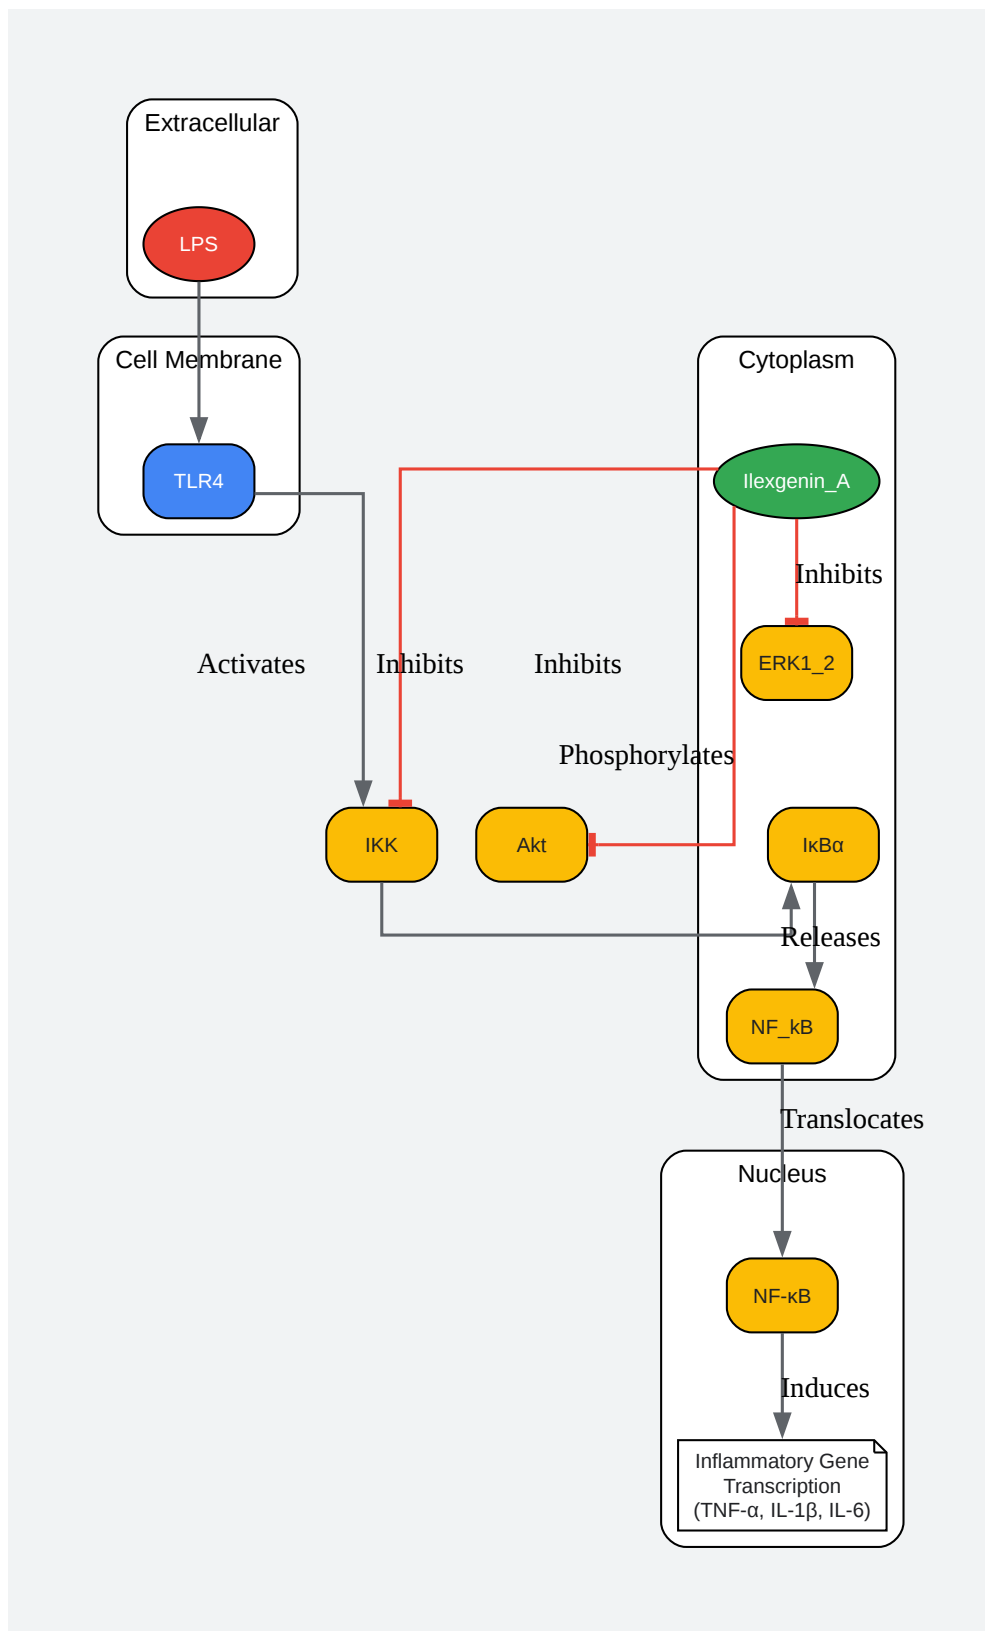 Extracellular
LPS
Cell Membrane
Cytoplasm
TLR4
Ilexgenin_A
Inhibits
Activates
Inhibits
Inhibits
ERK1_2
Phosphorylates
IKK
Akt
IκBα
Releases
NF_kB
Translocates
Nucleus
NF-κB
Induces
Inflammatory Gene
Transcription
(TNF-α, IL-1β, IL-6)